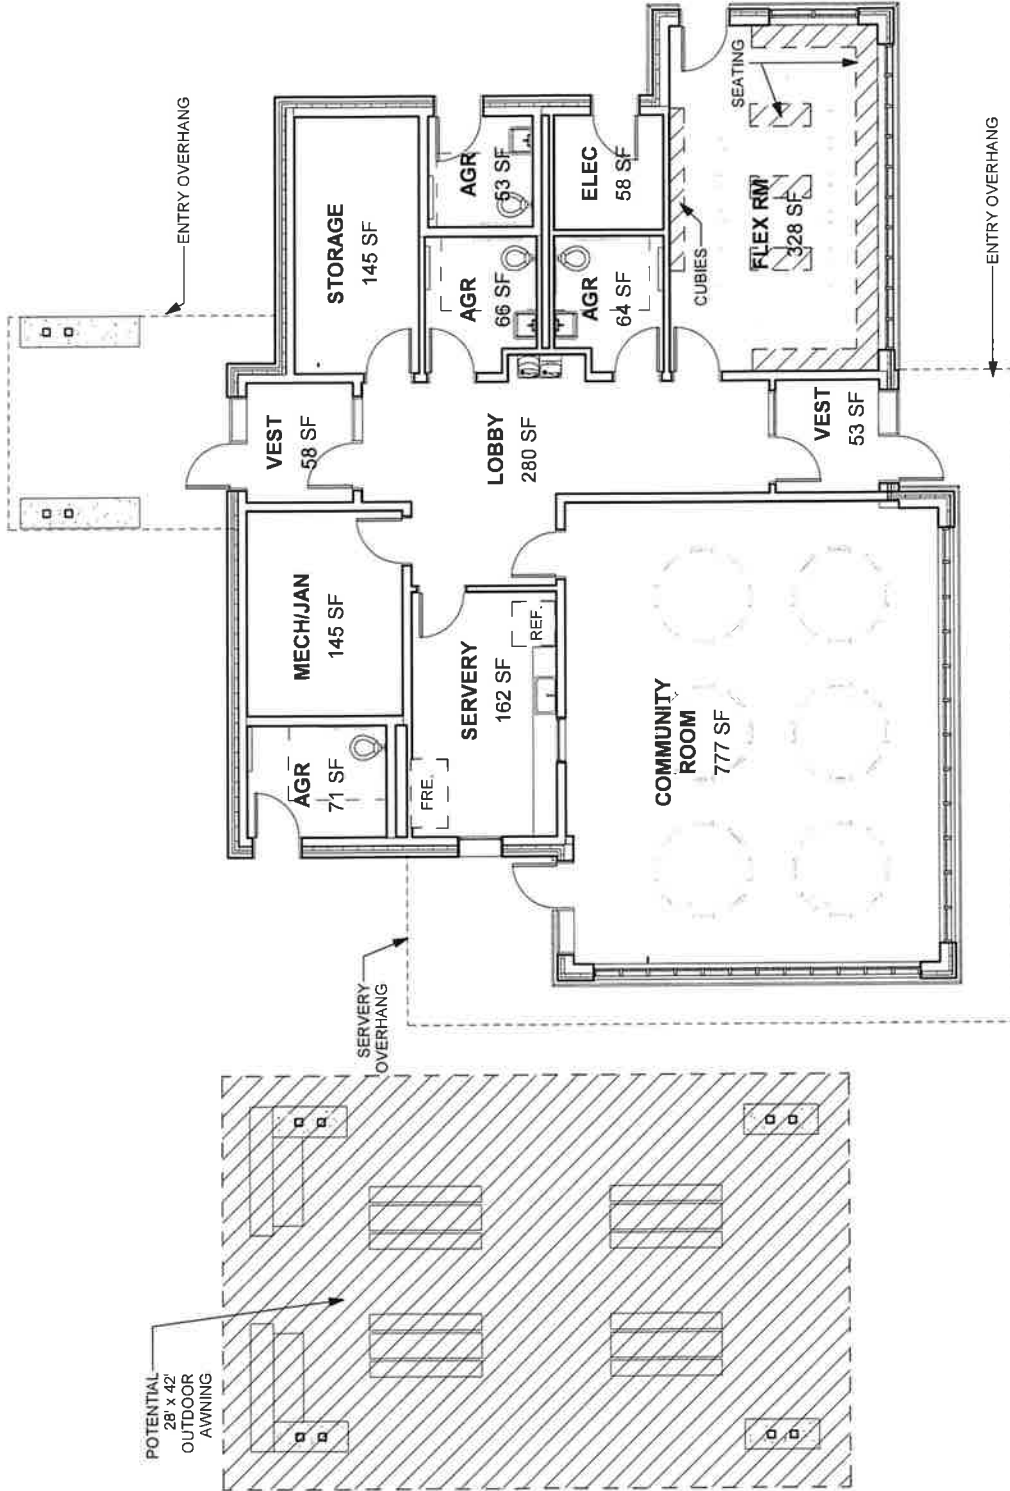 POTENTIAL
28' x 42'
OUTDOOR
AWNING
SERVERY
OVERHANG
ENTRY OVERHANG
AGR
71 SF
MECH/JAN
145 SF
VEST
58 SF
STORAGE
145 SF
FRE.
SERVERY
162 SF
REF.
LOBBY
280 SF
AGR
66 SF
AGR
53 SF
AGR
64 SF
ELEC
58 SF
COMMUNITY
ROOM
777 SF
VEST
53 SF
CUBIES
FLEX RM
328 SF
SEATING
ENTRY OVERHANG